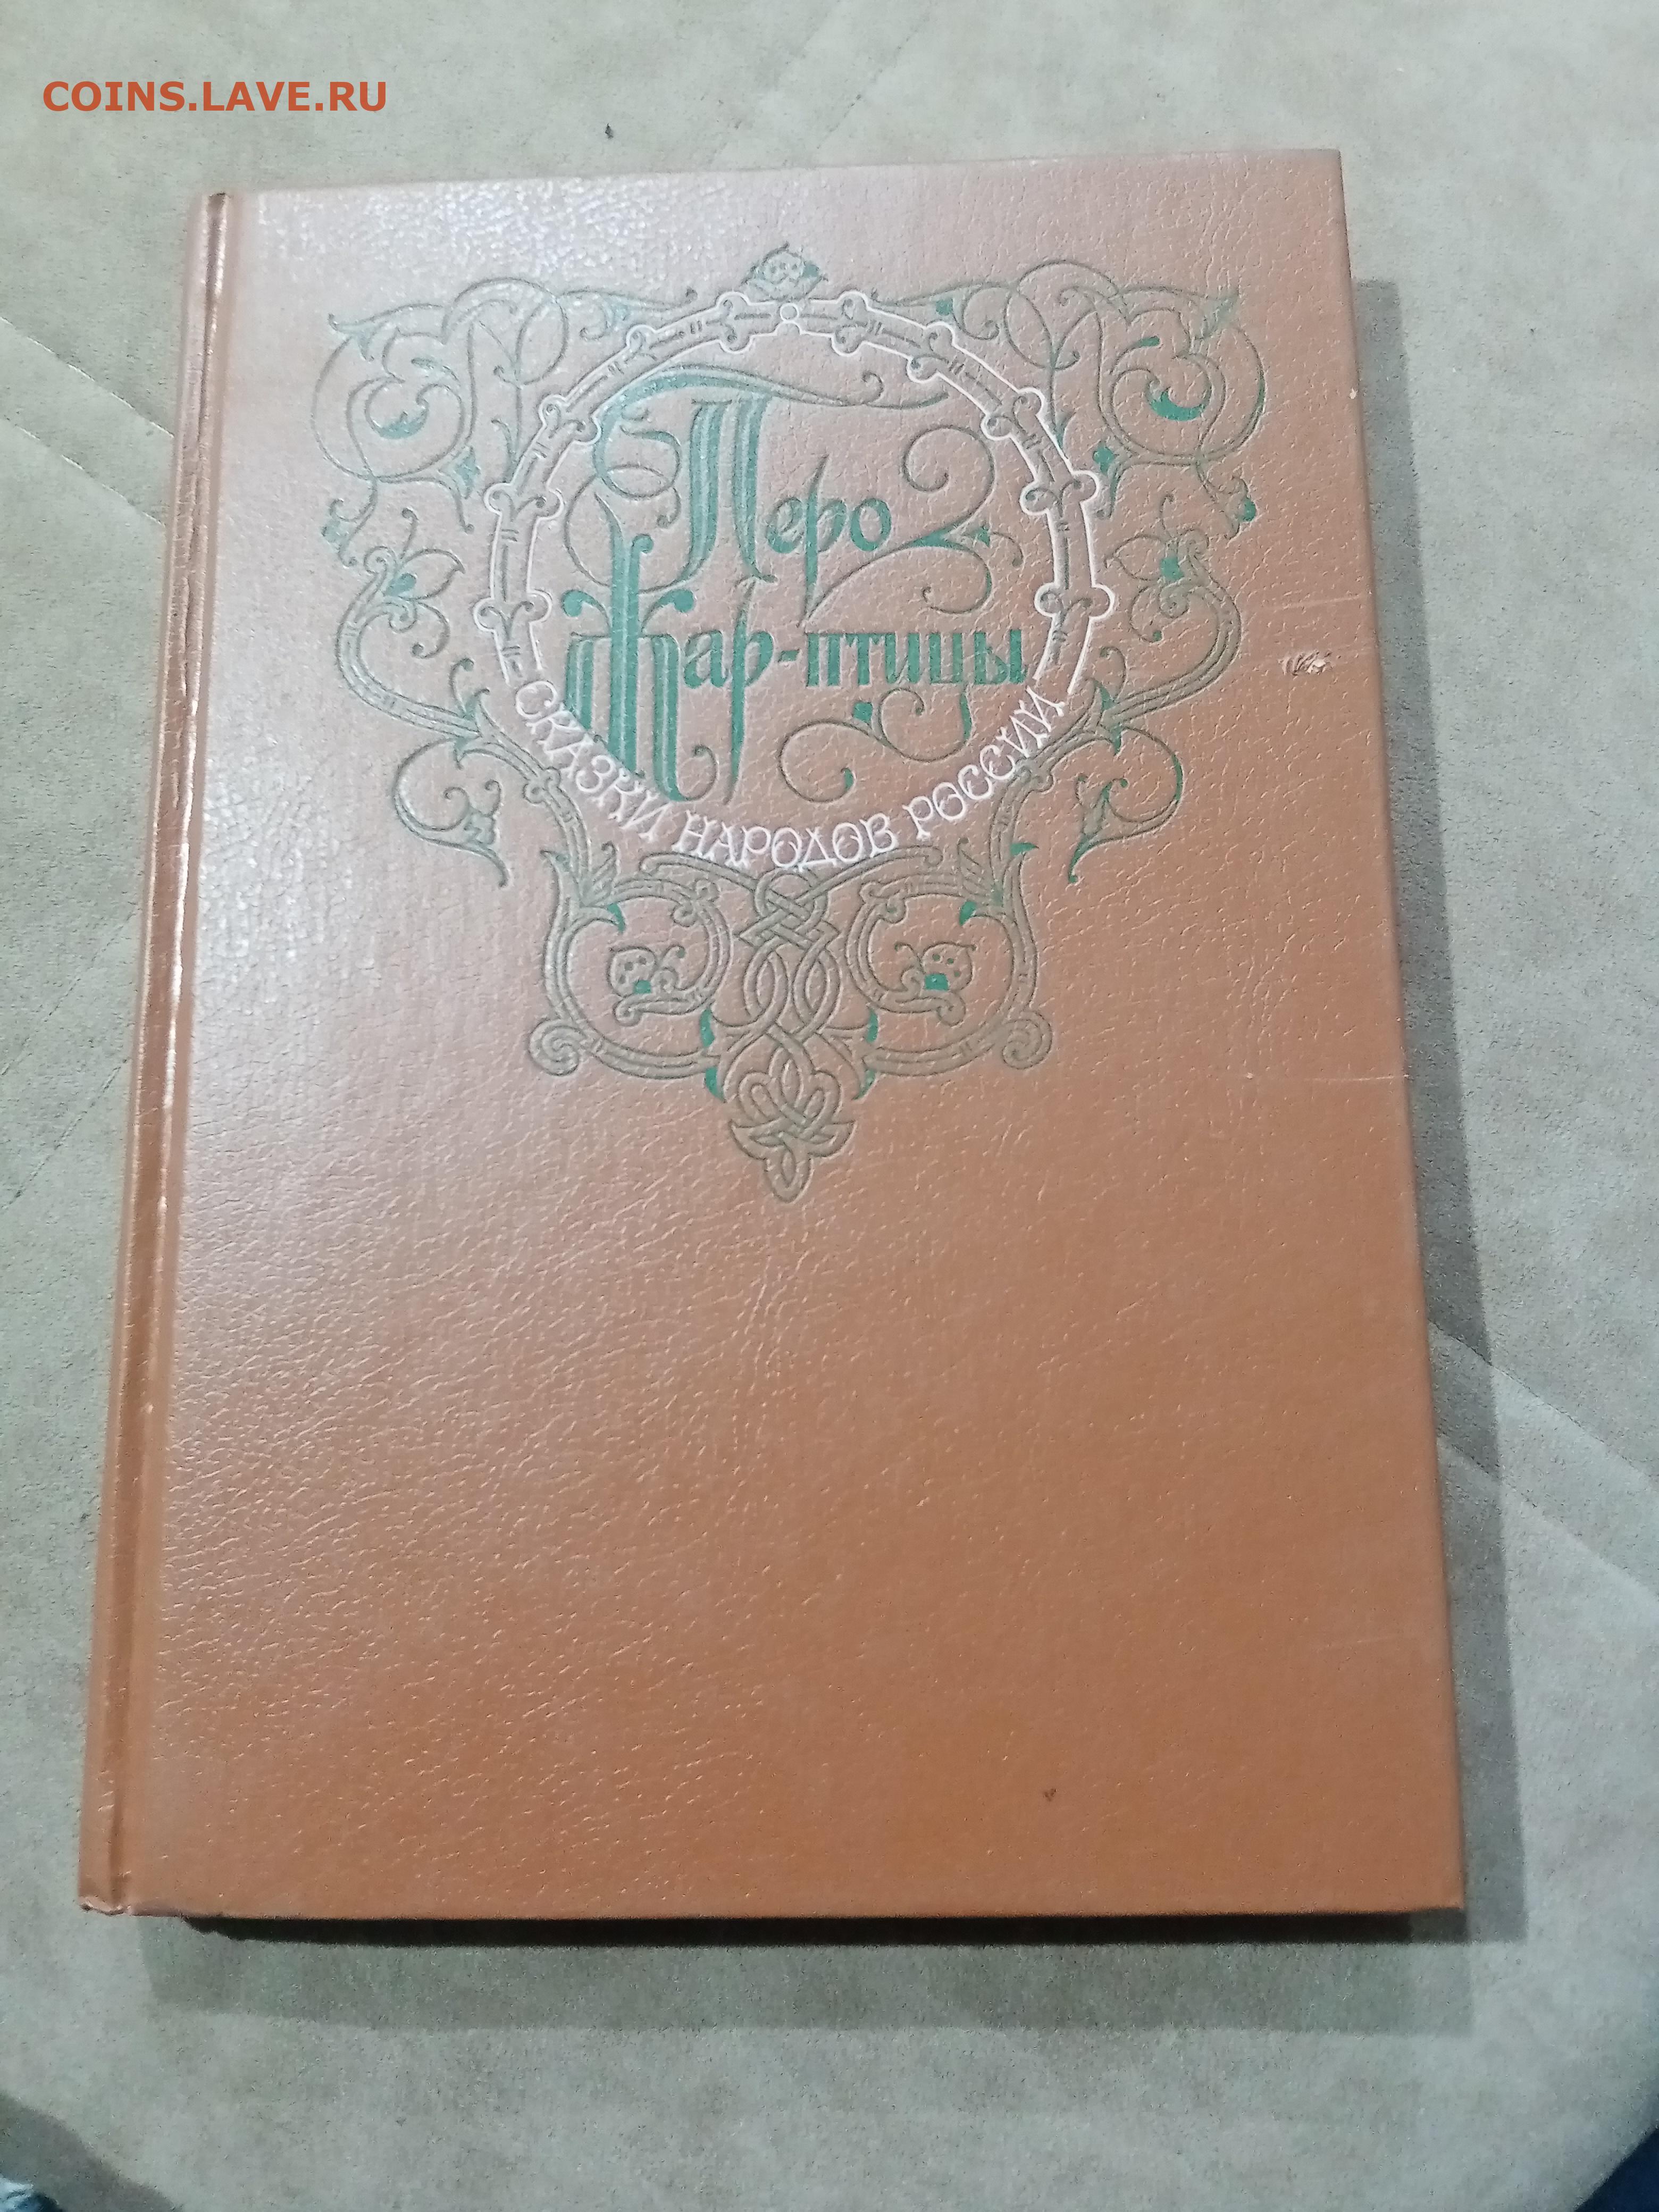 COINS.LAVE.RU
Перо
Жар-птицы
СКАЗКИ НАРОДОВ РОССИИ